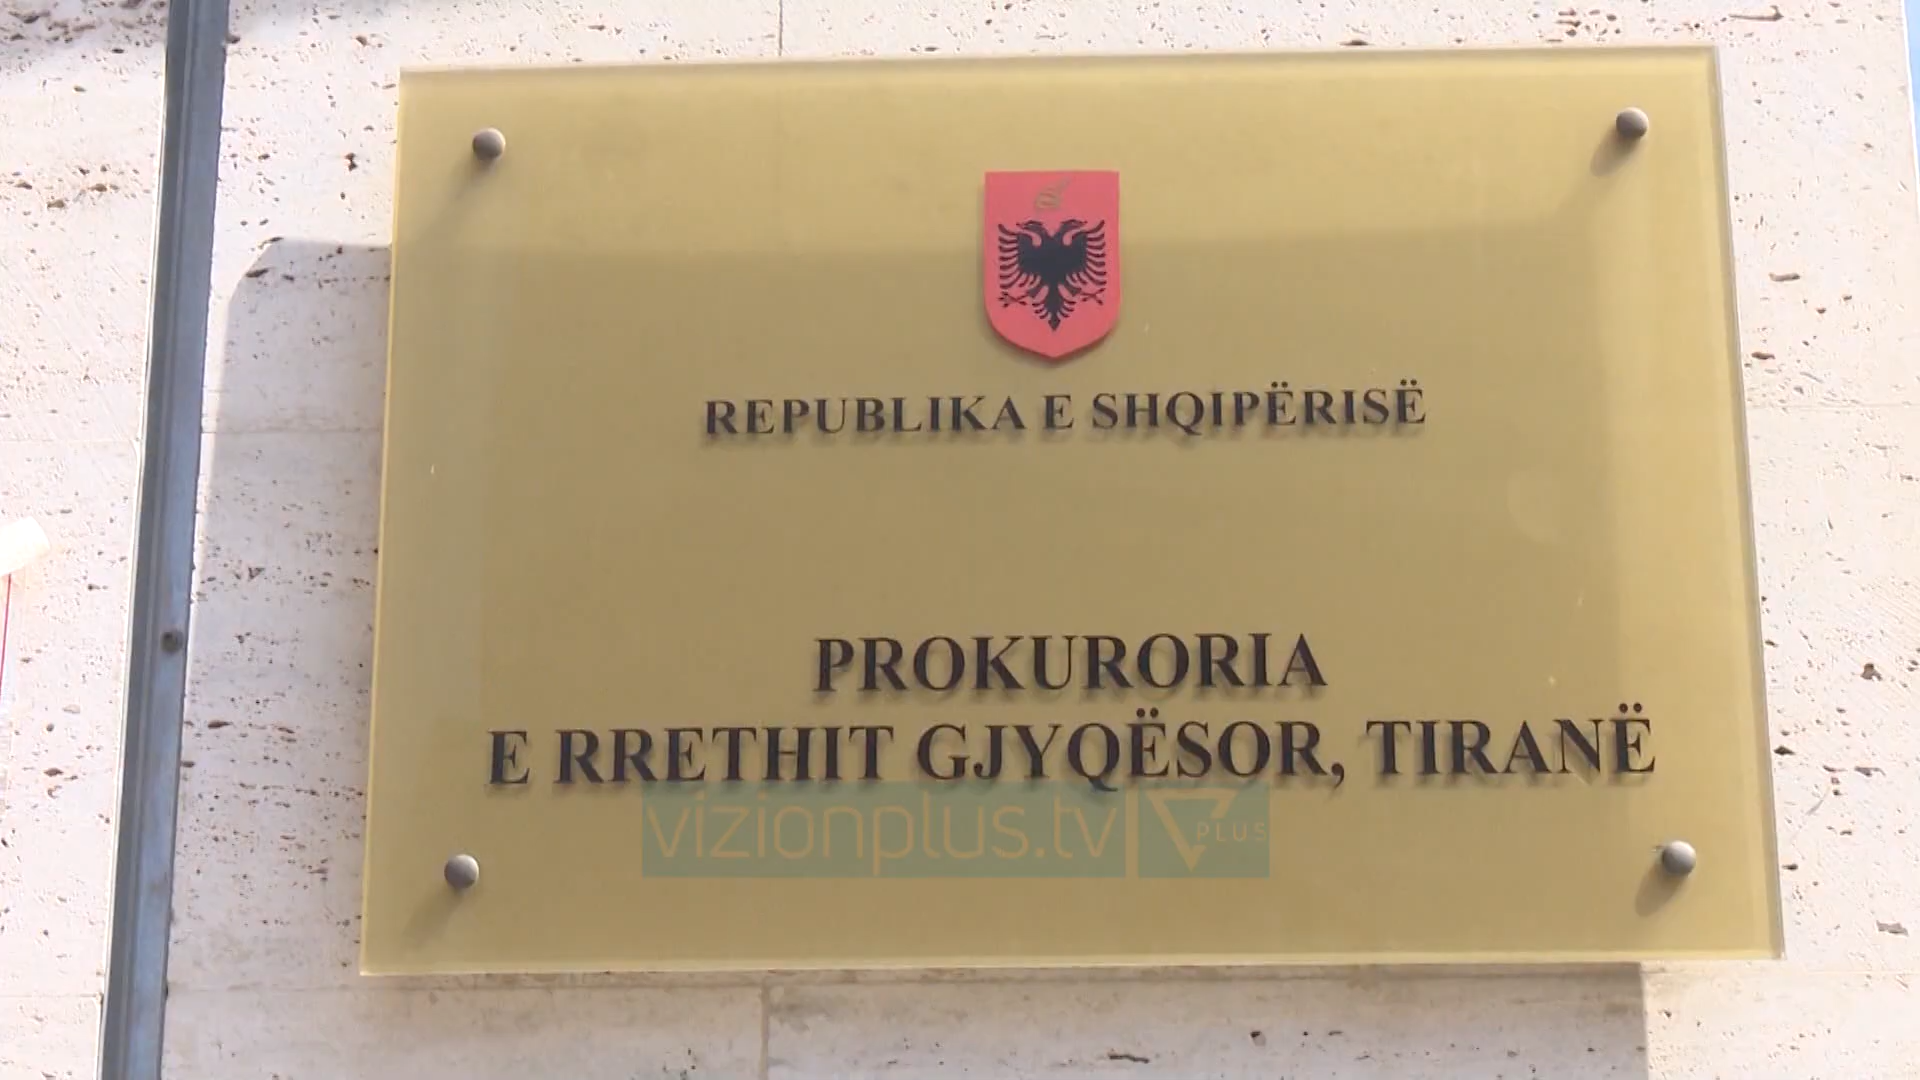 REPUBLIKA E SHQIPËRISË
PROKURORIA
E RRETHIT GJYQËSOR, TIRANË
vizionplus.tv PLUS